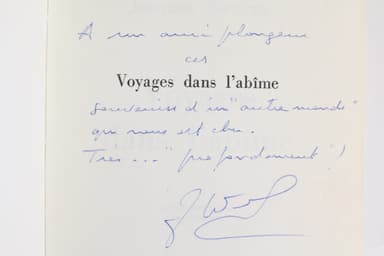 A un ami plongeur
ces
Voyages dans l'abîme
souvenirs d'un "autre monde"
qui nous est cher.
Très... "profondément" !